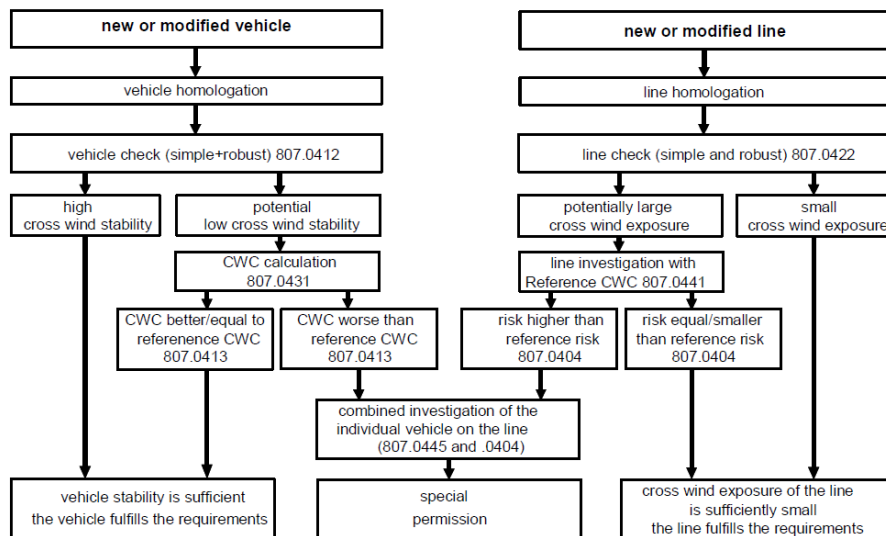 new or modified vehicle
new or modified line
vehicle homologation
line homologation
vehicle check (simple+robust) 807.0412
line check (simple and robust) 807.0422
high
cross wind stability
potential
low cross wind stability
potentially large
cross wind exposure
small
cross wind exposure
CWC calculation
807.0431
line investigation with
Reference CWC 807.0441
CWC better/equal to
referenence CWC
807.0413
CWC worse than
reference CWC
807.0413
risk higher than
reference risk
807.0404
risk equal/smaller
than reference risk
807.0404
combined investigation of the
individual vehicle on the line
(807.0445 and .0404)
vehicle stability is sufficient
the vehicle fulfills the requirements
special
permission
cross wind exposure of the line
is sufficiently small
the line fulfills the requirements